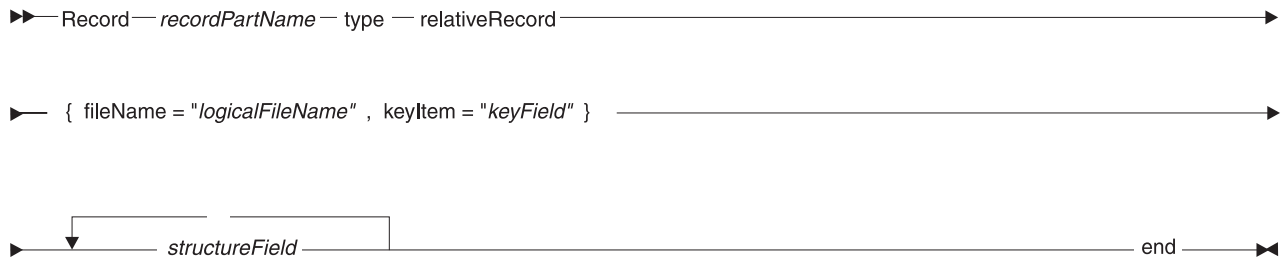 Record recordPartName type relativeRecord
{ fileName = "logicalFileName" , keyItem = "keyField" }
structureField end